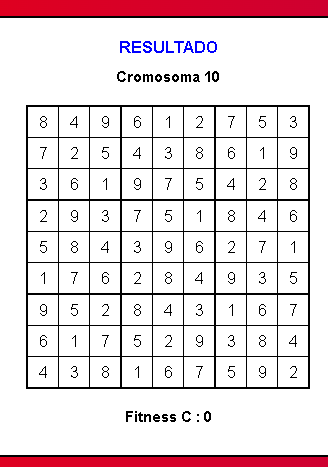 RESULTADO
Cromosoma 10
8 4 9 6 1 2 7 5 3
7 2 5 4 3 8 6 1 9
3 6 1 9 7 5 4 2 8
2 9 3 7 5 1 8 4 6
5 8 4 3 9 6 2 7 1
1 7 6 2 8 4 9 3 5
9 5 2 8 4 3 1 6 7
6 1 7 5 2 9 3 8 4
4 3 8 1 6 7 5 9 2
Fitness C : 0